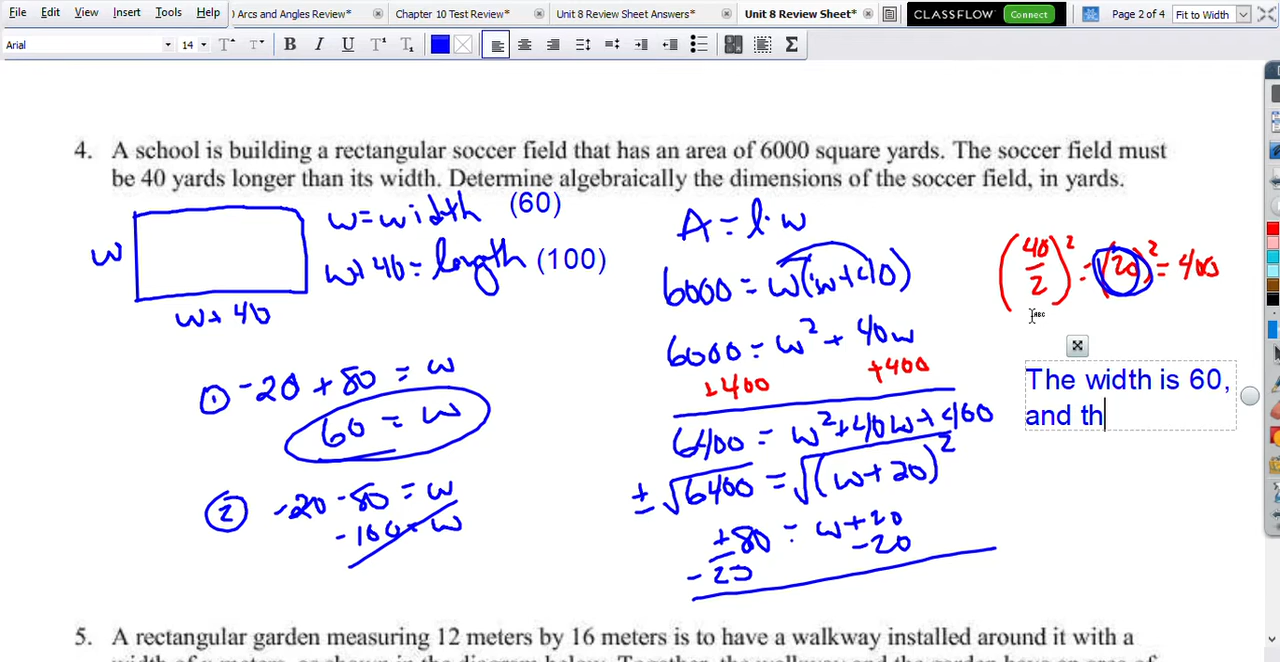 File Edit View Insert Tools Help ) Arcs and Angles Review* Chapter 10 Test Review* Unit 8 Review Sheet Answers* Unit 8 Review Sheet* CLASSFLOW Connect Page 2 of 4 Fit to Width
Arial 14 B I U
4. A school is building a rectangular soccer field that has an area of 6000 square yards. The soccer field must
be 40 yards longer than its width. Determine algebraically the dimensions of the soccer field, in yards.
w
w + 40
w = width (60)
w + 40 = length (100)
① -20 + 80 = w
60 = w
② -20 - 80 = w
-100 = w
A = l · w
6000 = w(w+40)
6000 = w² + 40w
+400 +400
6400 = w² + 40w + 400
± √6400 = √(w + 20)²
± 80 = w + 20
-20 -20
(40/2)² = (20)² = 400
ABC
The width is 60,
and th
5. A rectangular garden measuring 12 meters by 16 meters is to have a walkway installed around it with a